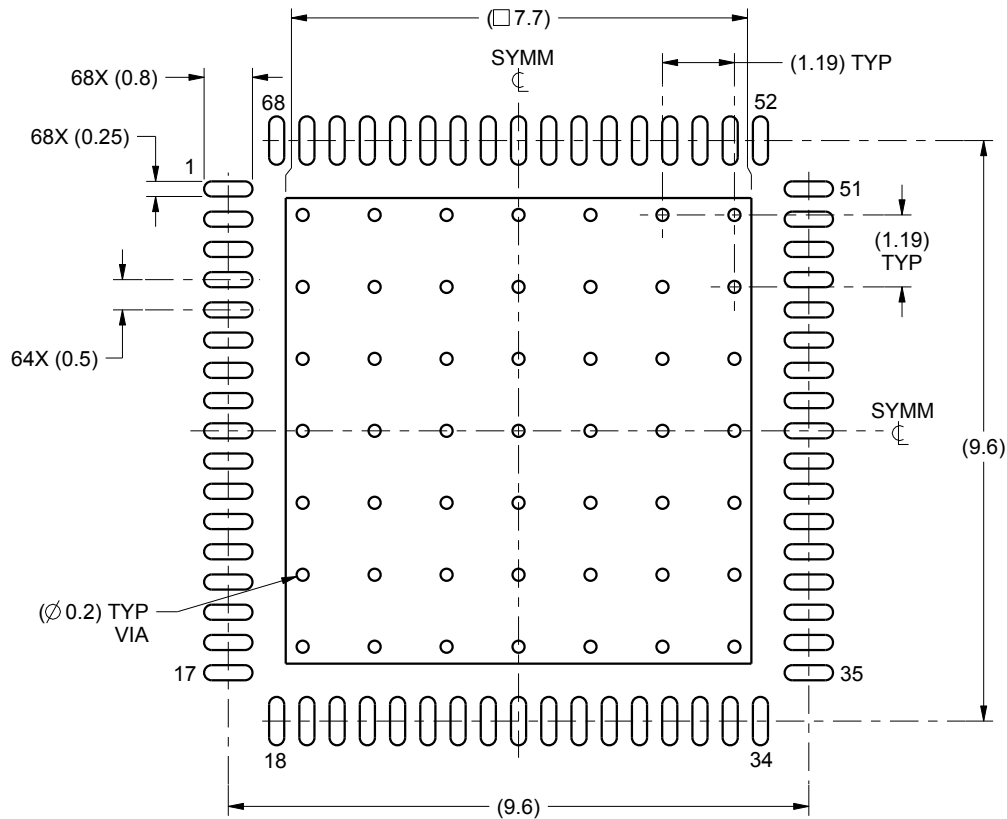 (□ 7.7)
SYMM
℄
(1.19) TYP
68X (0.8)
68
52
68X (0.25)
1
51
(1.19)
TYP
64X (0.5)
SYMM
℄
(9.6)
(∅ 0.2) TYP
VIA
17
35
18
34
(9.6)